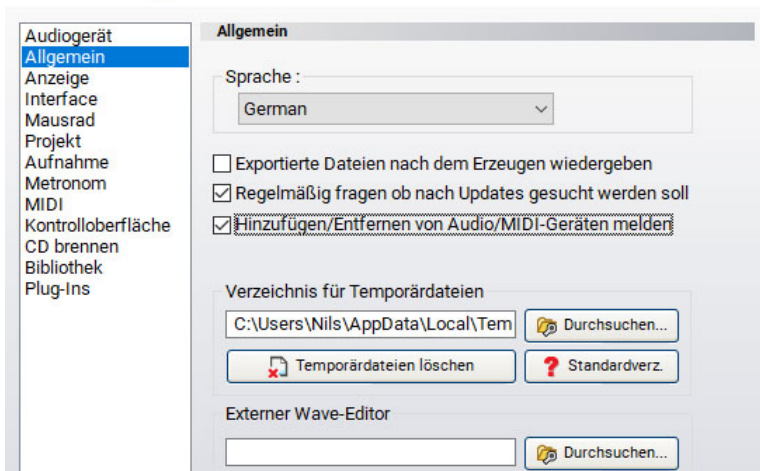 Audiogerät
Allgemein
Anzeige
Interface
Mausrad
Projekt
Aufnahme
Metronom
MIDI
Kontrolloberfläche
CD brennen
Bibliothek
Plug-Ins
Allgemein
Sprache :
German
Exportierte Dateien nach dem Erzeugen wiedergeben
Regelmäßig fragen ob nach Updates gesucht werden soll
Hinzufügen/Entfernen von Audio/MIDI-Geräten melden
Verzeichnis für Temporärdateien
C:\Users\Nils\AppData\Local\Tem
Durchsuchen...
Temporärdateien löschen
? Standardverz.
Externer Wave-Editor
Durchsuchen...